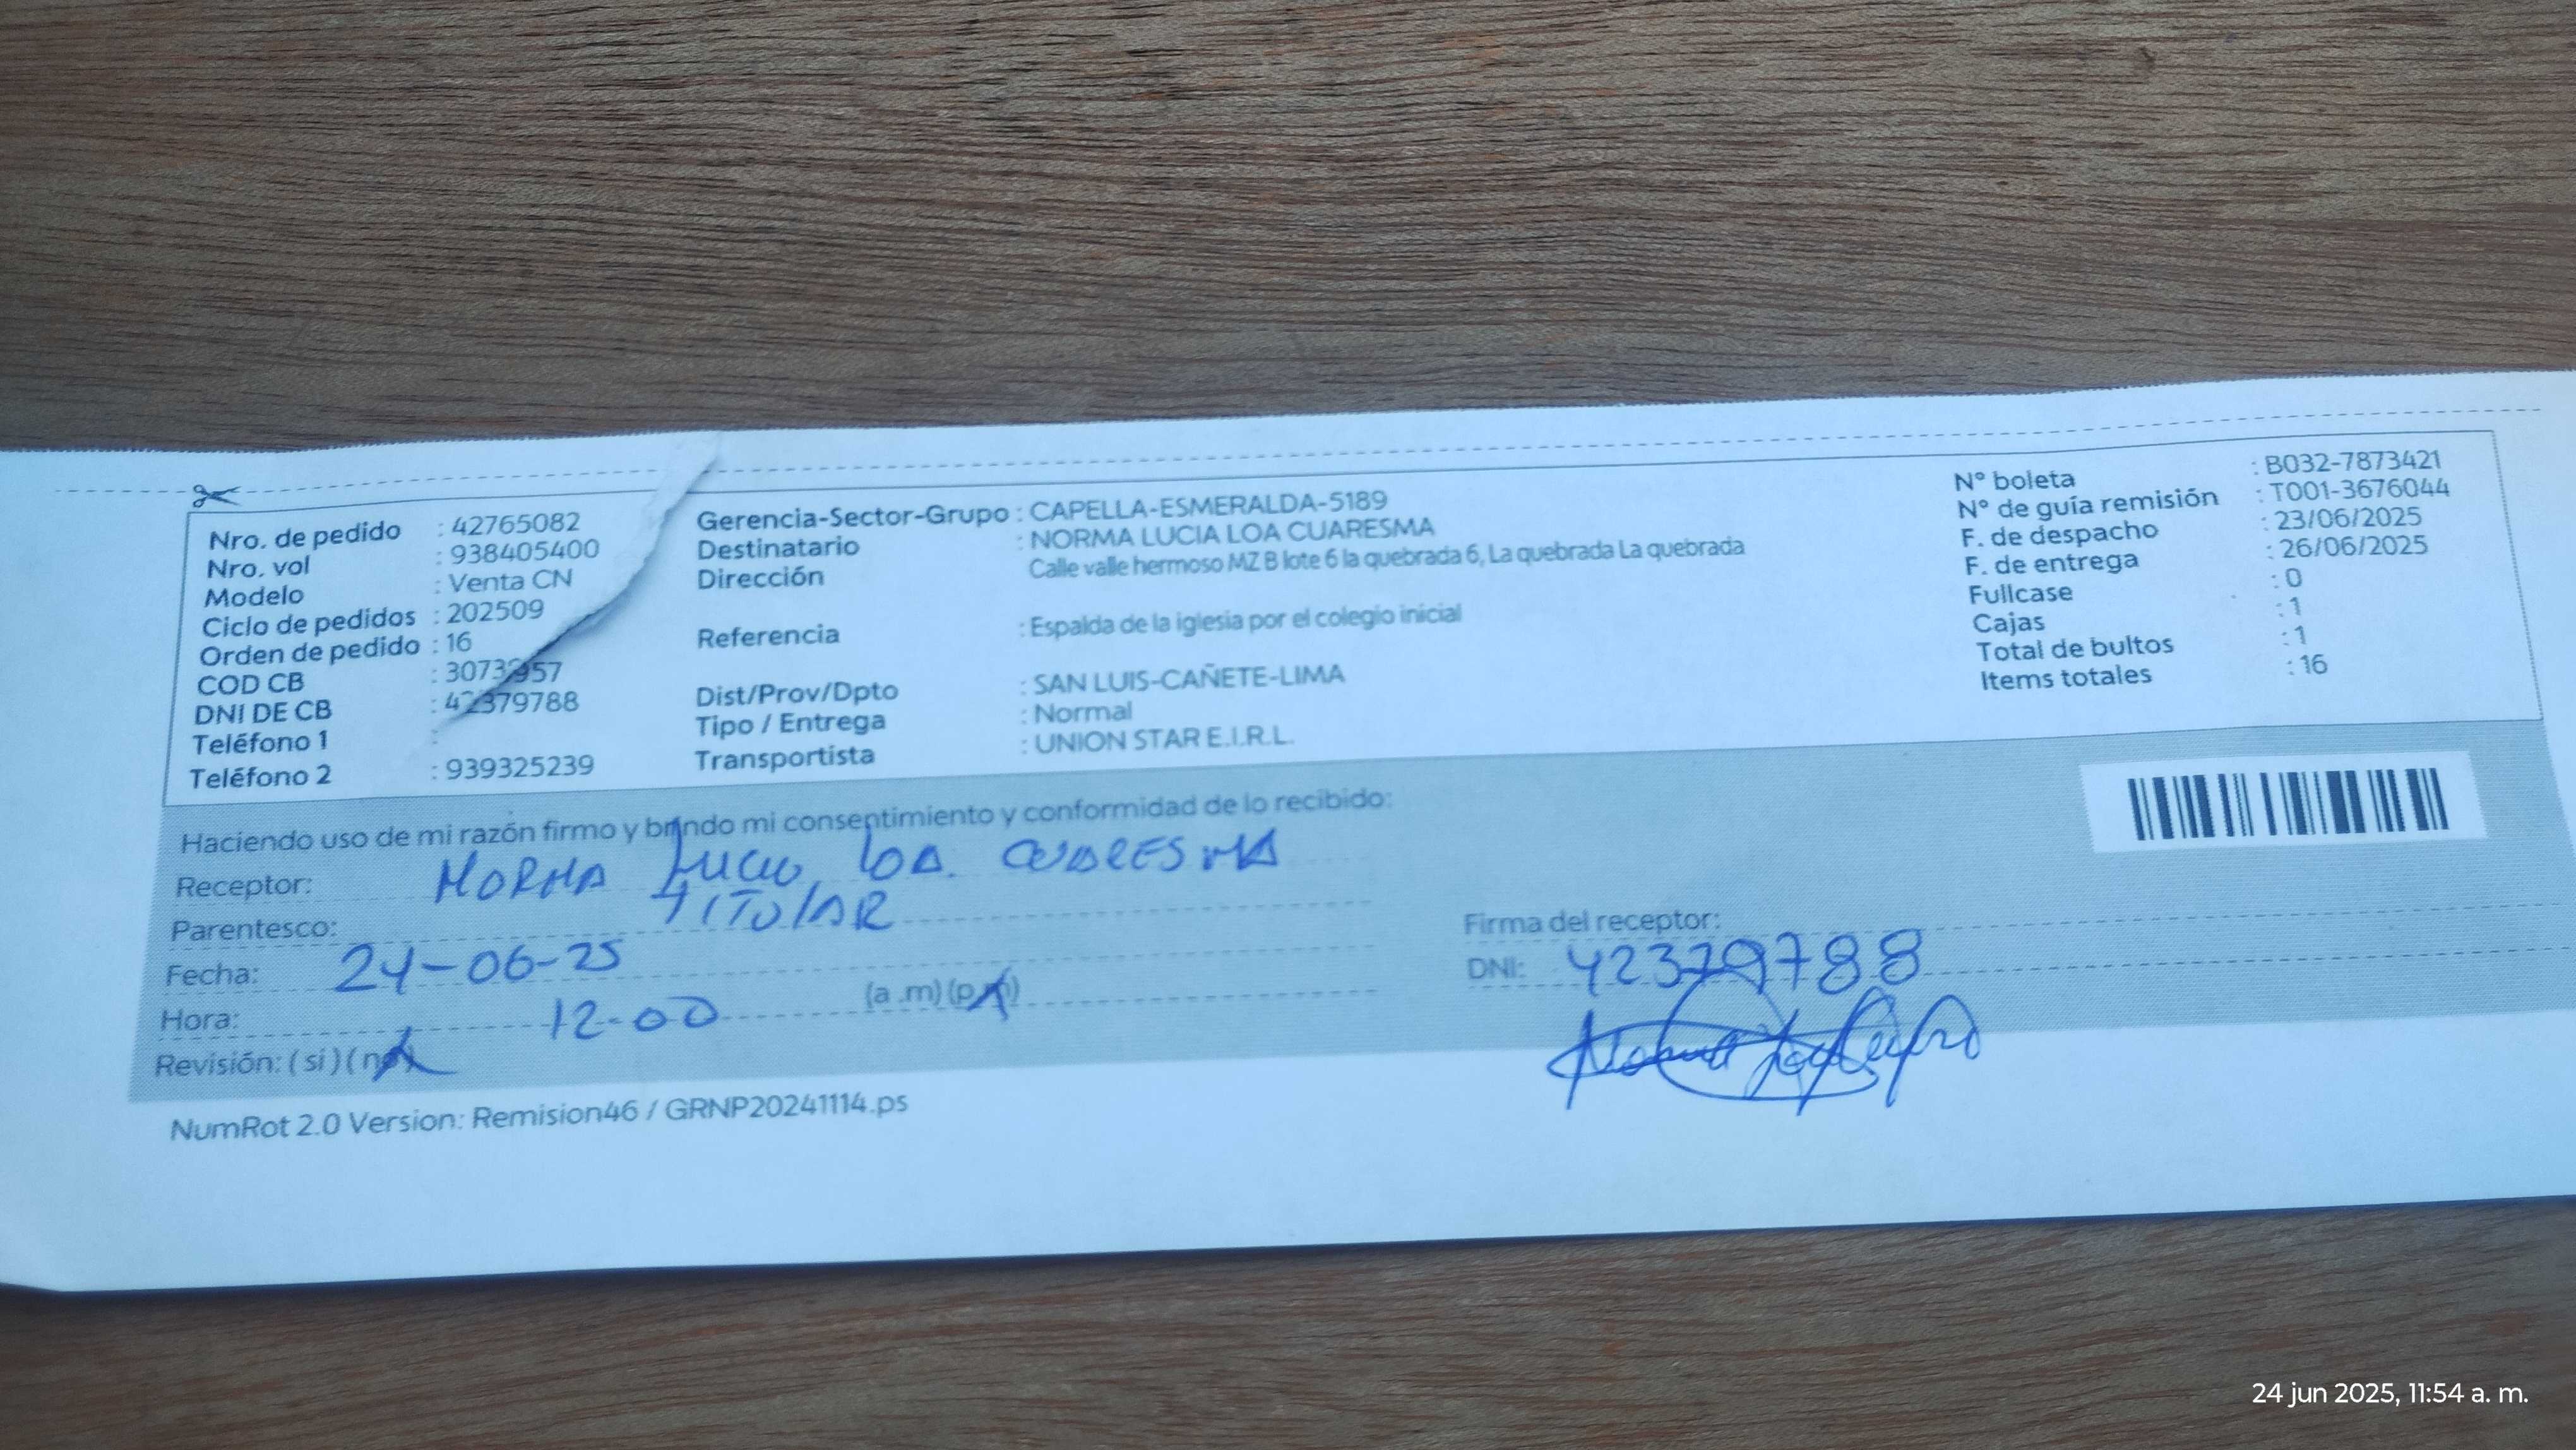 Nro. de pedido : 42765082
Nro. vol : 938405400
Modelo : Venta CN
Ciclo de pedidos : 202509
Orden de pedido : 16
COD CB : 3073957
DNI DE CB : 42379788
Teléfono 1 :
Teléfono 2 : 939325239
Gerencia-Sector-Grupo : CAPELLA-ESMERALDA-5189
Destinatario : NORMA LUCIA LOA CUARESMA
Dirección Calle valle hermoso MZ B lote 6 la quebrada 6, La quebrada La quebrada
Referencia : Espalda de la iglesia por el colegio inicial
Dist/Prov/Dpto : SAN LUIS-CAÑETE-LIMA
Tipo / Entrega : Normal
Transportista : UNION STAR E.I.R.L.
N° boleta : B032-7873421
N° de guía remisión : T001-3676044
F. de despacho : 23/06/2025
F. de entrega : 26/06/2025
Fullcase : 0
Cajas : 1
Total de bultos : 1
Items totales : 16
Haciendo uso de mi razón firmo y brindo mi consentimiento y conformidad de lo recibido:
Receptor: NORMA Lucia LOA. CUARESMA
Parentesco: TITULAR
Fecha: 24-06-25
Hora: 12-00 (a .m) (p.m)
Revisión: (si) (no)
Firma del receptor:
DNI: 42379788
NumRot 2.0 Version: Remision46 / GRNP20241114.ps
24 jun 2025, 11:54 a. m.